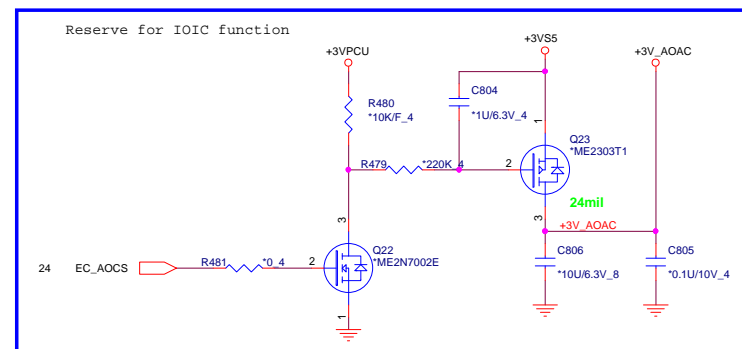 Reserve for IOIC function
+3VPCU
+3VS5
+3V_AOAC
C804
*1U/6.3V_4
R480
*10K/F_4
1
Q23
*ME2303T1
R479
*220K_4
2
24mil
3
+3V_AOAC
3
Q22
*ME2N7002E
C806
*10U/6.3V_8
C805
*0.1U/10V_4
24
EC_AOCS
R481
*0_4
2
1